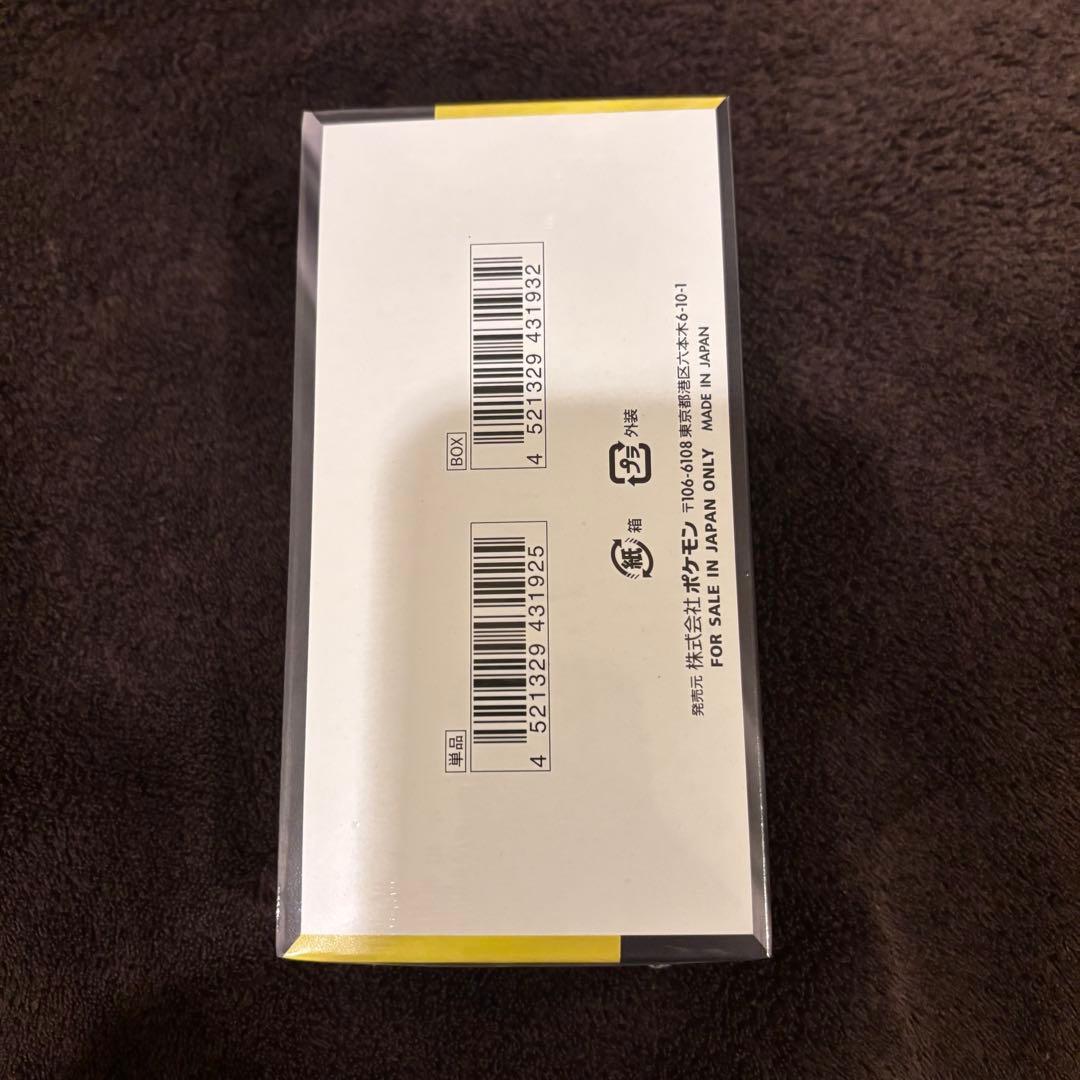 単品
4 521329 431925
BOX
4 521329 431932
紙 箱
プラ 外装
発売元 株式会社 ポケモン 〒106-6108 東京都港区六本木6-10-1
FOR SALE IN JAPAN ONLY MADE IN JAPAN